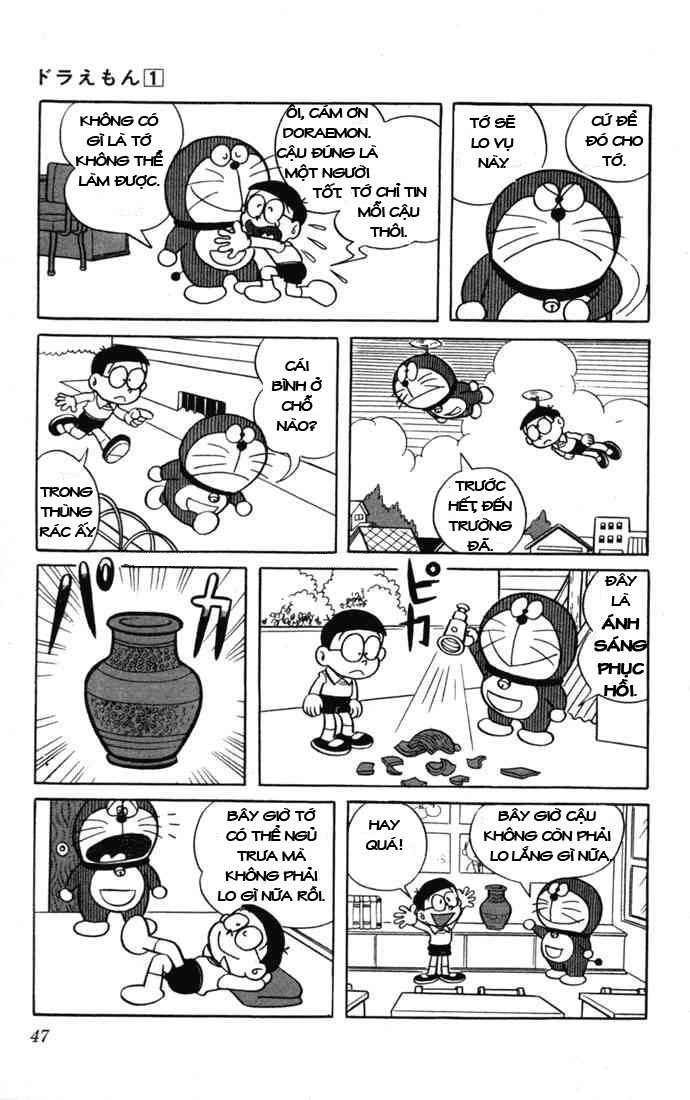 ドラえもん1
KHÔNG CÓ
GÌ LÀ TỚ
KHÔNG THỂ
LÀM ĐƯỢC.
ÔI, CÁM ƠN
DORAEMON.
CẬU ĐÚNG LÀ
MỘT NGƯỜI
TỐT. TỚ CHỈ TIN
MỖI CẬU
THÔI.
TỚ SẼ
LO VỤ
NÀY
CỨ ĐỂ
ĐÓ CHO
TỚ.
CÁI
BÌNH Ở
CHỖ
NÀO?
TRONG
THÙNG
RÁC ẤY
TRƯỚC
HẾT, ĐẾN
TRƯỜNG
ĐÃ.
パッ
ピカ
ĐÂY
LÀ
ÁNH
SÁNG
PHỤC
HỒI.
BÂY GIỜ TỚ
CÓ THỂ NGỦ
TRƯA MÀ
KHÔNG PHẢI
LO GÌ NỮA RỒI.
HAY
QUÁ!
BÂY GIỜ CẬU
KHÔNG CÒN PHẢI
LO LẮNG GÌ NỮA.
47